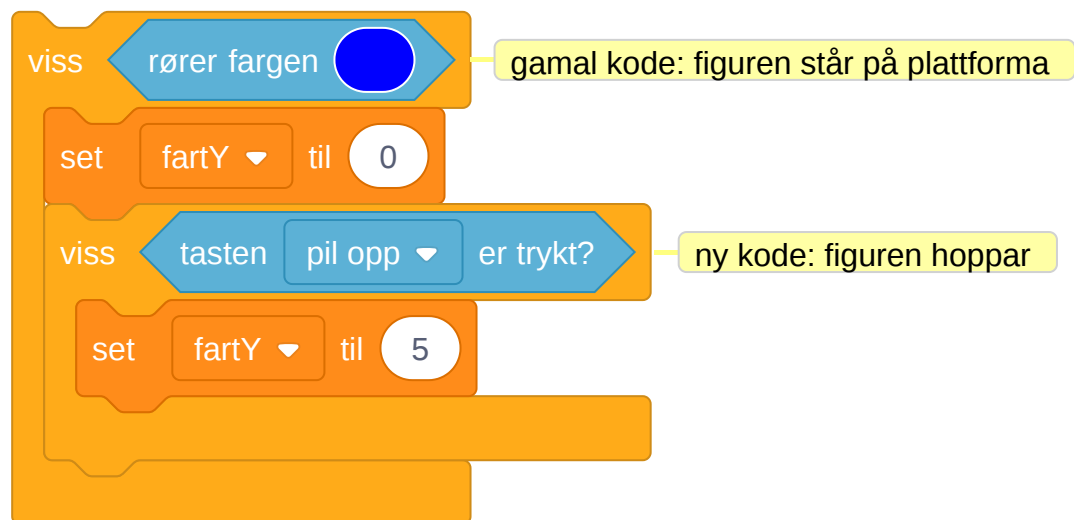 viss rører fargen gamal kode: figuren står på plattforma
set fartY til 0
viss tasten pil opp er trykt? ny kode: figuren hoppar
set fartY til 5